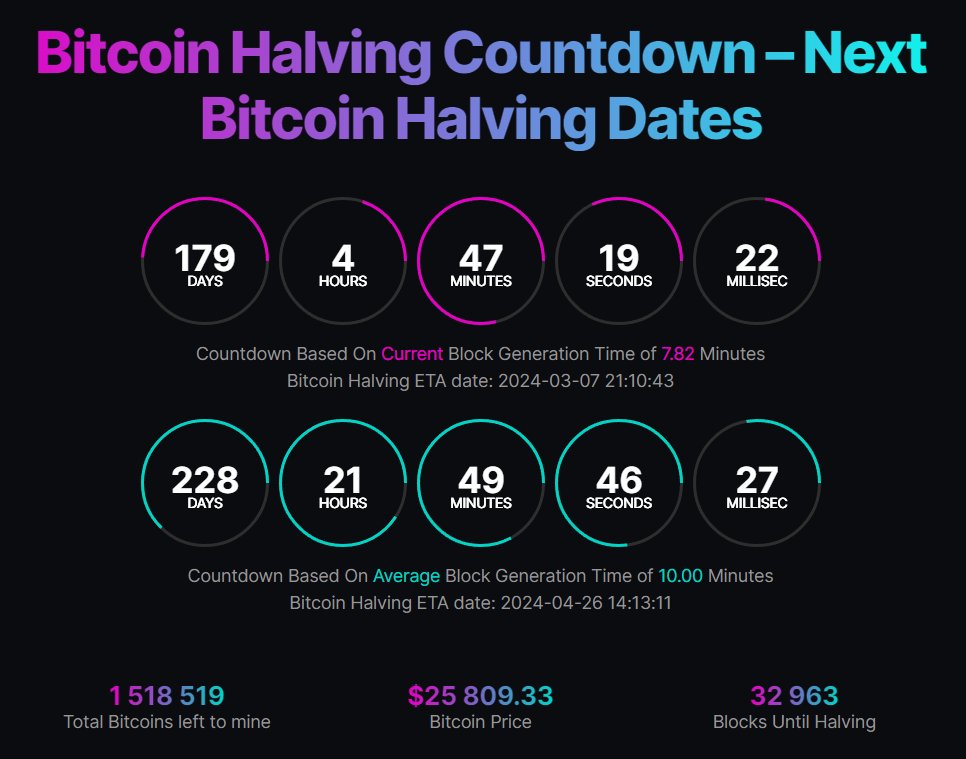 Bitcoin Halving Countdown – Next
Bitcoin Halving Dates
179 4 47 19 22
DAYS HOURS MINUTES SECONDS MILLISEC
Countdown Based On Current Block Generation Time of 7.82 Minutes
Bitcoin Halving ETA date: 2024-03-07 21:10:43
228 21 49 46 27
DAYS HOURS MINUTES SECONDS MILLISEC
Countdown Based On Average Block Generation Time of 10.00 Minutes
Bitcoin Halving ETA date: 2024-04-26 14:13:11
1 518 519 $25 809.33 32 963
Total Bitcoins left to mine Bitcoin Price Blocks Until Halving